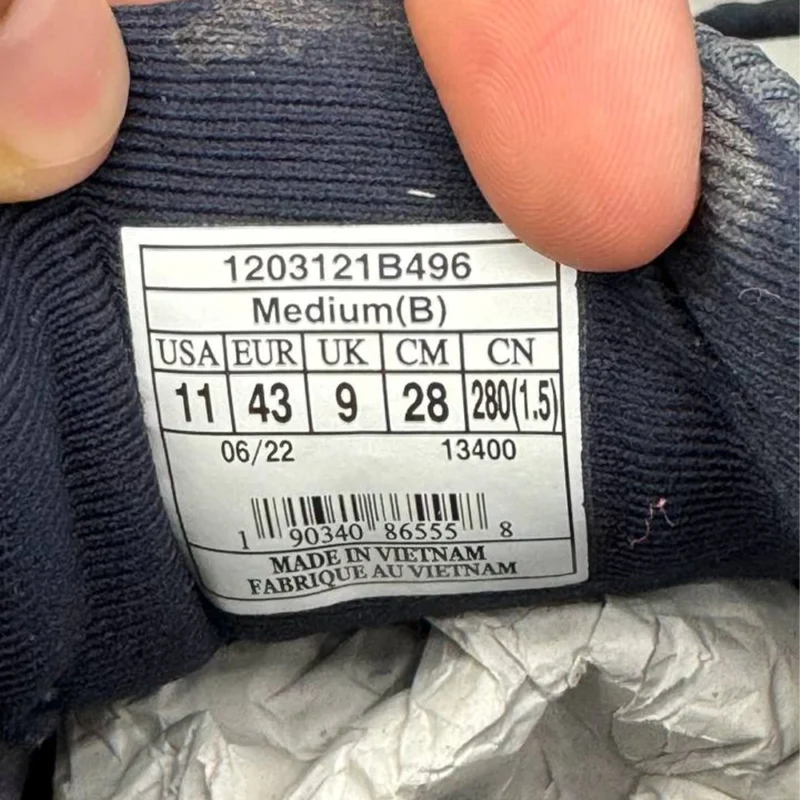 1203121B496
Medium(B)
USA EUR UK CM CN
11 43 9 28 280(1.5)
06/22 13400
1 90340 86555 8
MADE IN VIETNAM
FABRIQUE AU VIETNAM